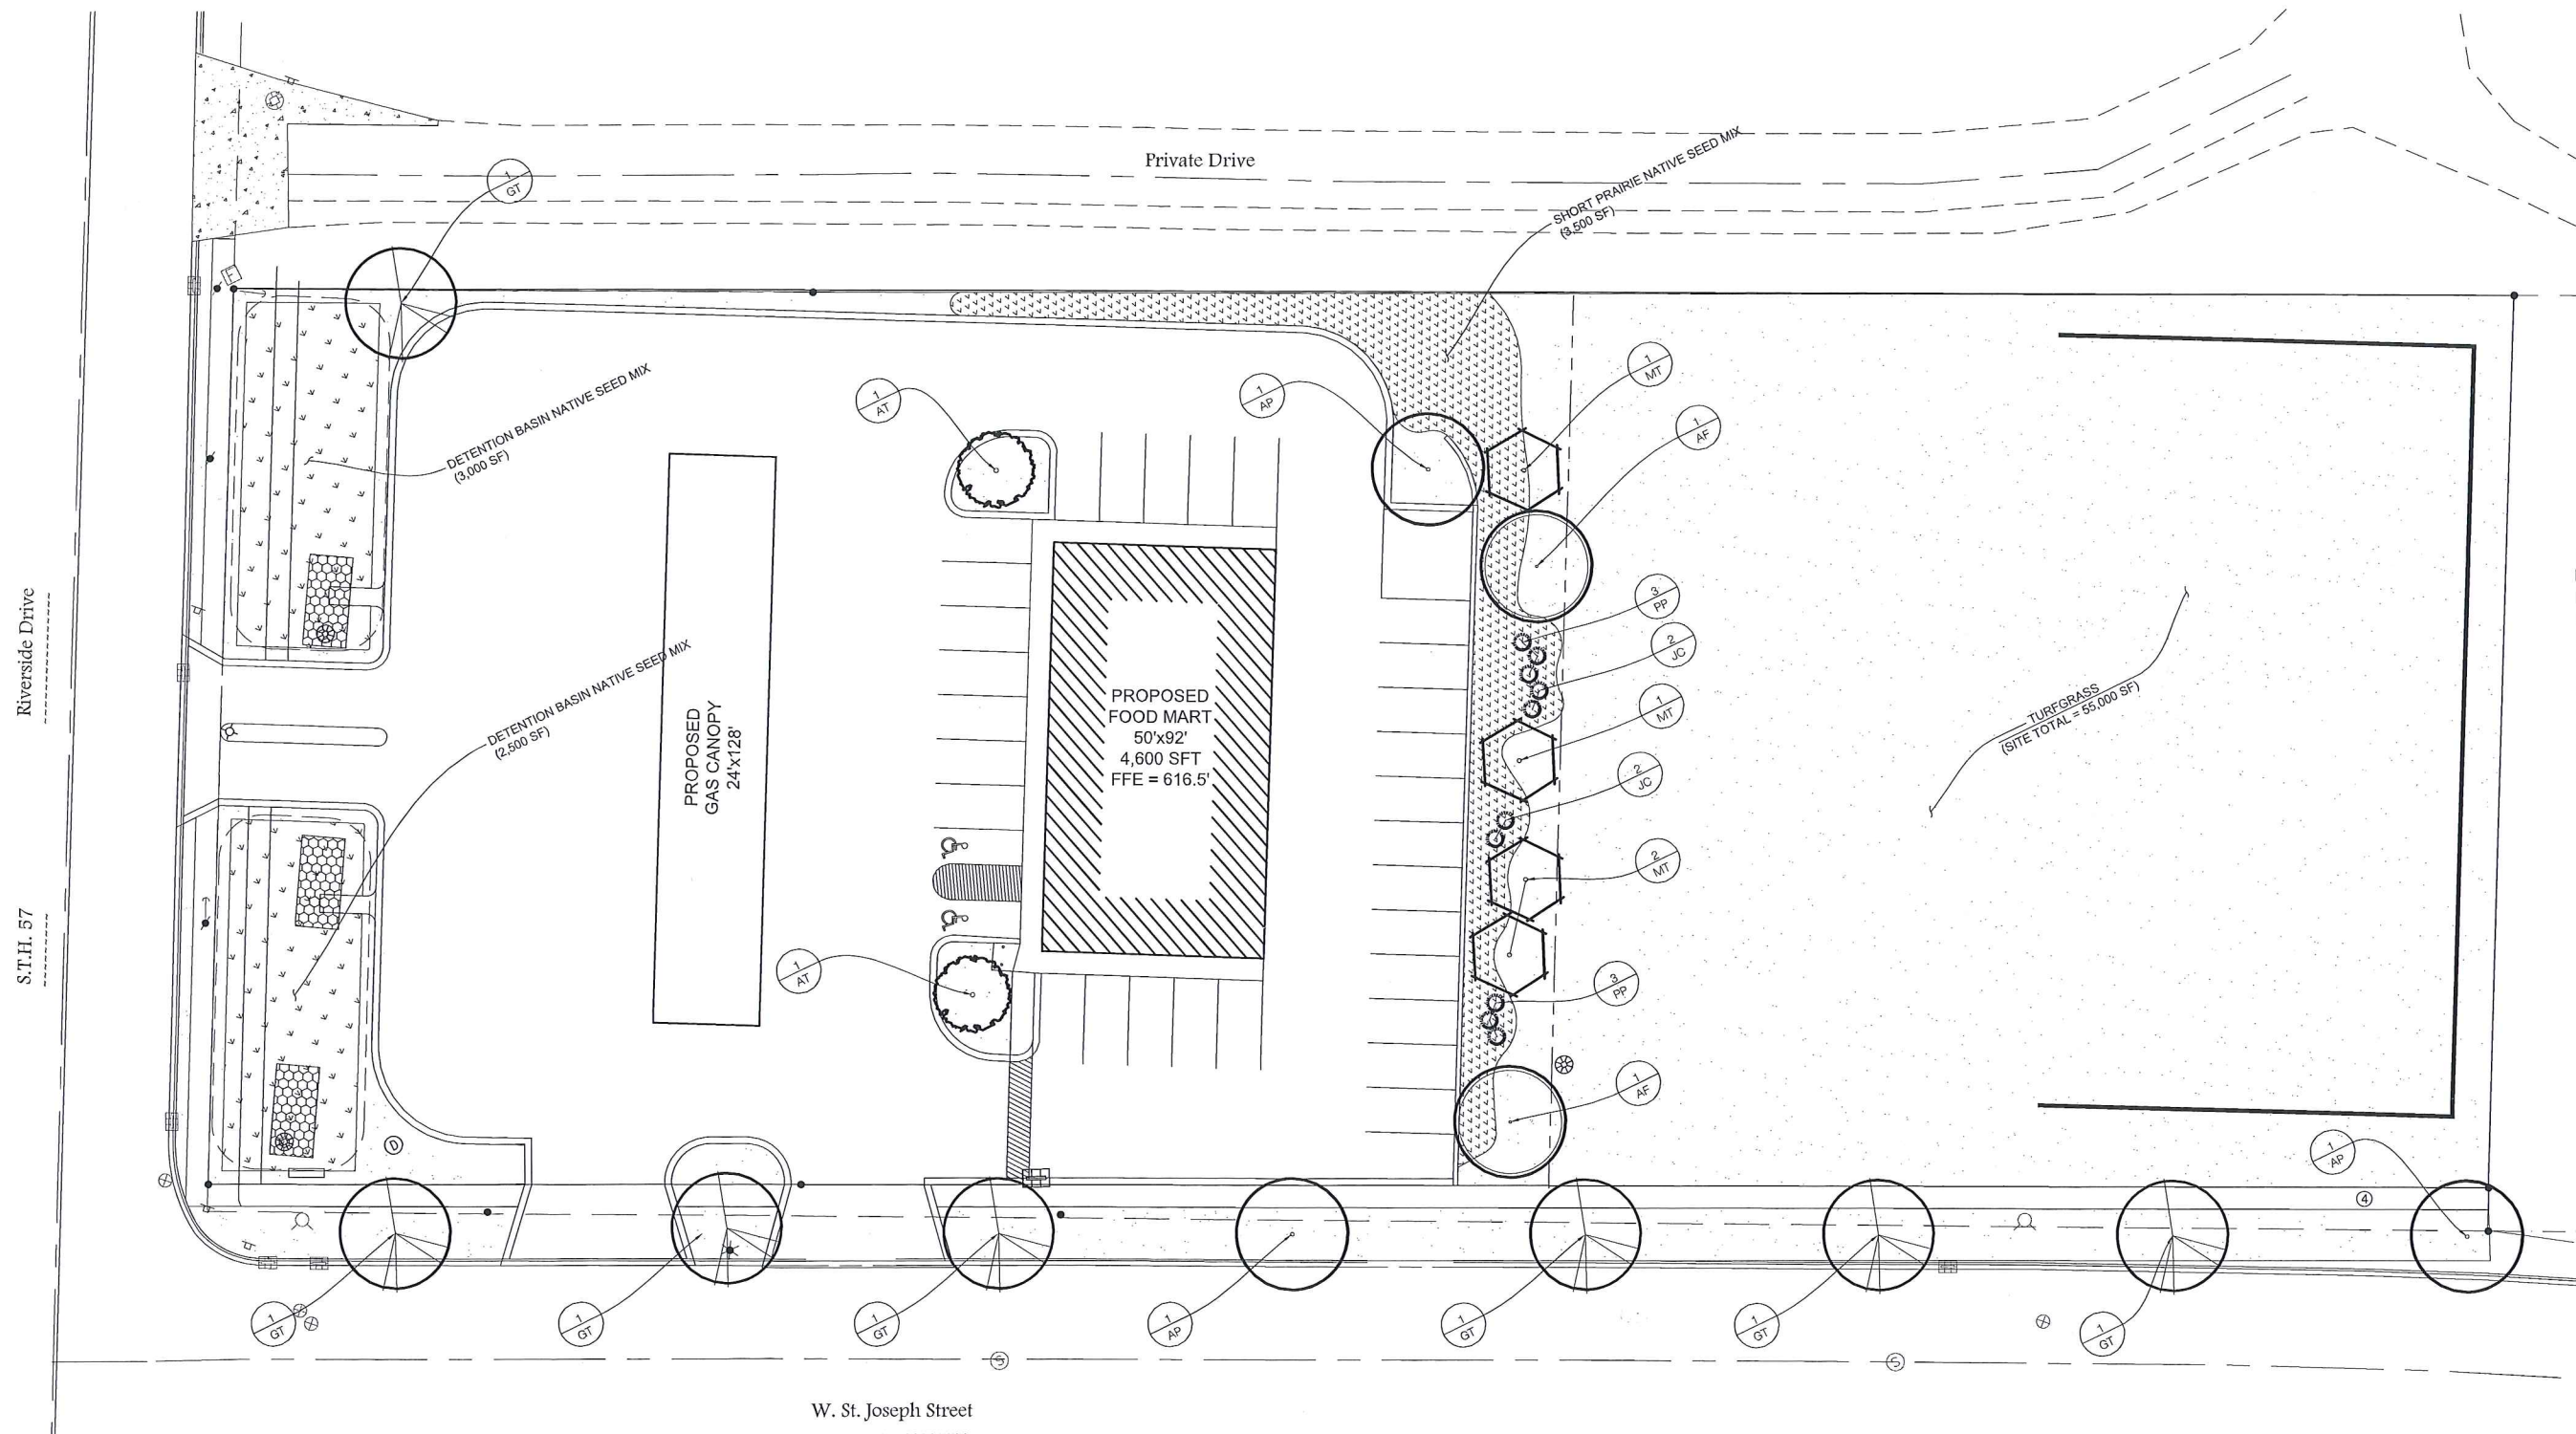 Private Drive
SHORT PRAIRIE NATIVE SEED MIX
(3,500 SF)
1
GT
F
DETENTION BASIN NATIVE SEED MIX
(3,000 SF)
1
AT
1
AP
1
MT
1
AF
3
PP
2
JC
1
MT
2
JC
2
MT
3
PP
1
AF
Riverside Drive
S.T.H. 57
DETENTION BASIN NATIVE SEED MIX
(2,500 SF)
PROPOSED
GAS CANOPY
24'x128'
PROPOSED
FOOD MART
50'x92'
4,600 SFT
FFE = 616.5'
TURFGRASS
(SITE TOTAL = 55,000 SF)
1
AT
D
1
AP
4
1
GT
1
GT
1
GT
1
AP
1
GT
1
GT
1
GT
S
S
W. St. Joseph Street